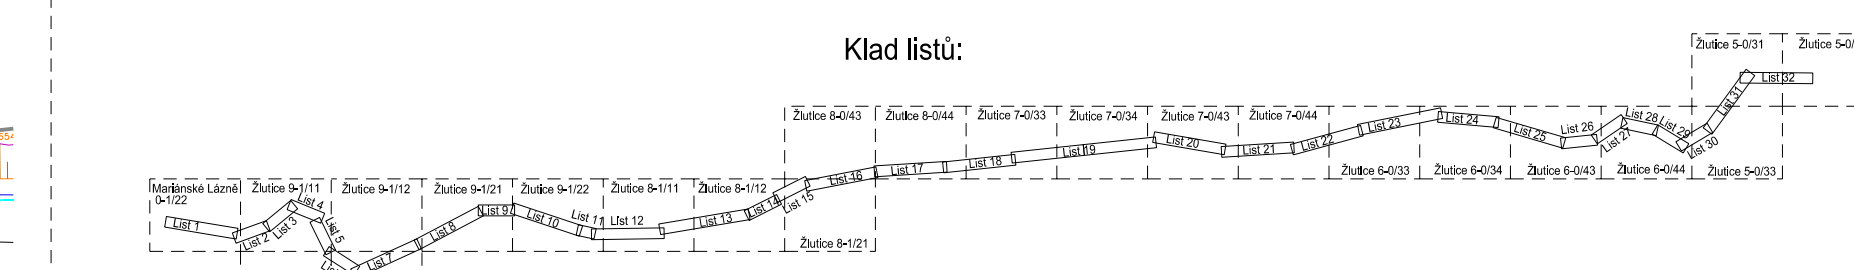 Klad listů:
Žlutice 5-0/31
Žlutice 8-0/43
Žlutice 8-0/44
Žlutice 7-0/33
Žlutice 7-0/34
Žlutice 7-0/43
Žlutice 7-0/44
Žlutice 6-0/33
Žlutice 6-0/34
Žlutice 6-0/43
Žlutice 6-0/44
Žlutice 5-0/33
Mariánské Lázně
0-1/22
Žlutice 9-1/11
Žlutice 9-1/12
Žlutice 9-1/21
Žlutice 9-1/22
Žlutice 8-1/11
Žlutice 8-1/12
Žlutice 8-1/21
List 1
List 2
List 3
List 4
List 5
List 7
List 8
List 9
List 10
List 11
List 12
List 13
List 14
List 15
List 16
List 17
List 18
List 19
List 20
List 21
List 22
List 23
List 24
List 25
List 26
List 27
List 28
List 29
List 30
List 31
List 32